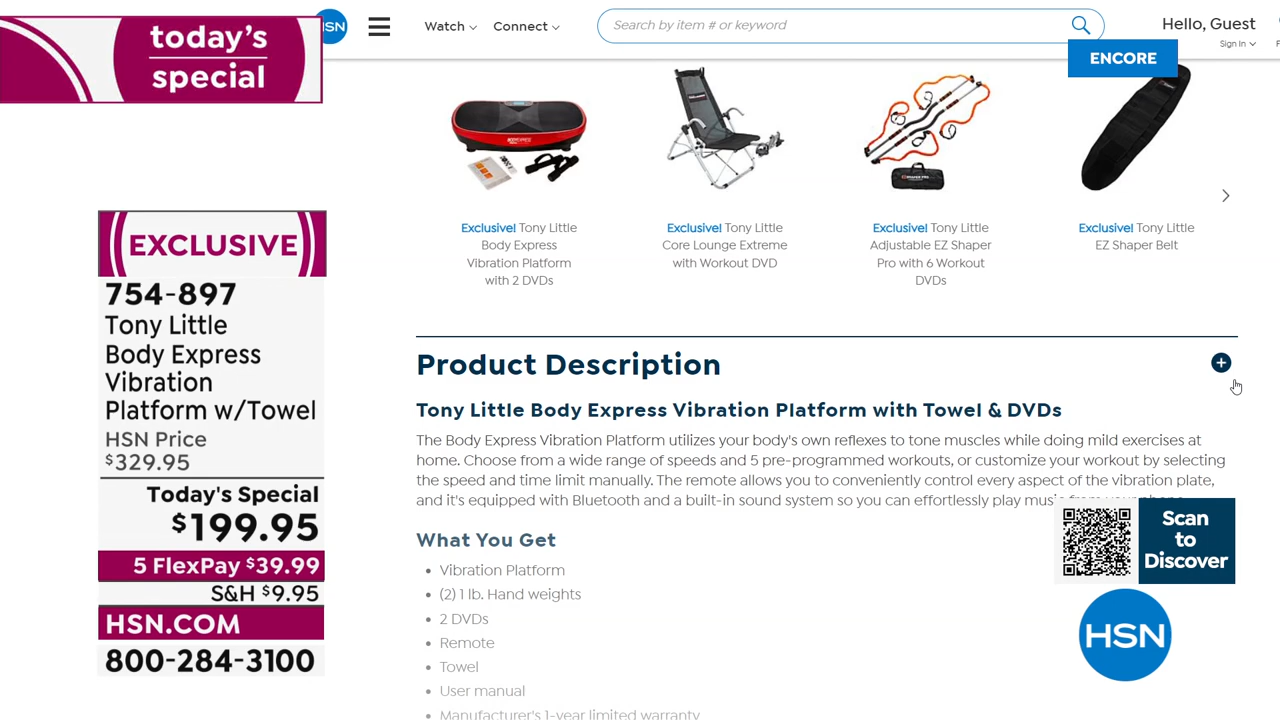 today's
special
HSN
Watch
Connect
Search by item # or keyword
Hello, Guest
Sign In
ENCORE
Exclusive! Tony Little
Body Express
Vibration Platform
with 2 DVDs
Exclusive! Tony Little
Core Lounge Extreme
with Workout DVD
Exclusive! Tony Little
Adjustable EZ Shaper
Pro with 6 Workout
DVDs
Exclusive! Tony Little
EZ Shaper Belt
EXCLUSIVE
754-897
Tony Little
Body Express
Vibration
Platform w/Towel
HSN Price
$329.95
Today's Special
$199.95
5 FlexPay $39.99
S&H $9.95
HSN.COM
800-284-3100
Product Description
Tony Little Body Express Vibration Platform with Towel & DVDs
The Body Express Vibration Platform utilizes your body's own reflexes to tone muscles while doing mild exercises at
home. Choose from a wide range of speeds and 5 pre-programmed workouts, or customize your workout by selecting
the speed and time limit manually. The remote allows you to conveniently control every aspect of the vibration plate,
and it's equipped with Bluetooth and a built-in sound system so you can effortlessly play music from your phone.
What You Get
• Vibration Platform
• (2) 1 lb. Hand weights
• 2 DVDs
• Remote
• Towel
• User manual
• Manufacturer's 1-year limited warranty
Scan
to
Discover
HSN